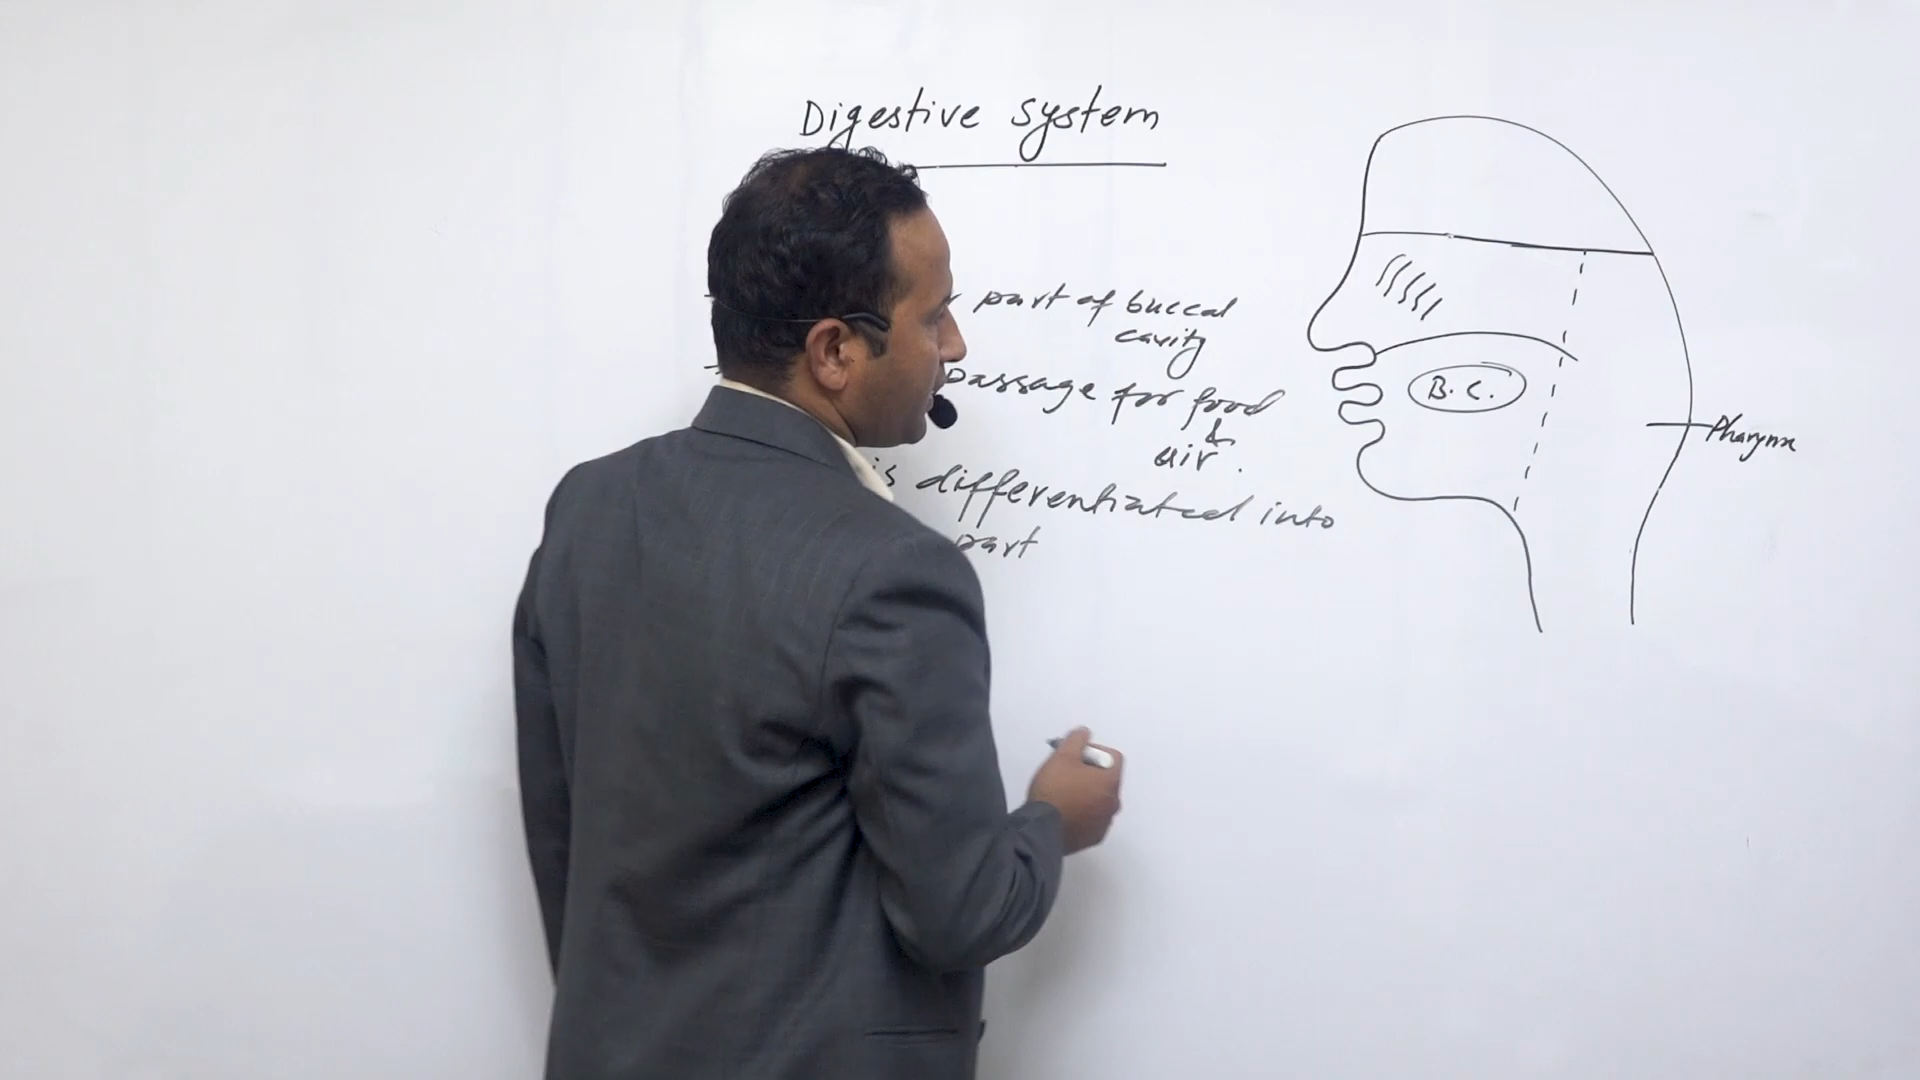 Digestive system
part of buccal
cavity
passage for food
&
air.
is differentiated into
part
B.C.
Pharynx